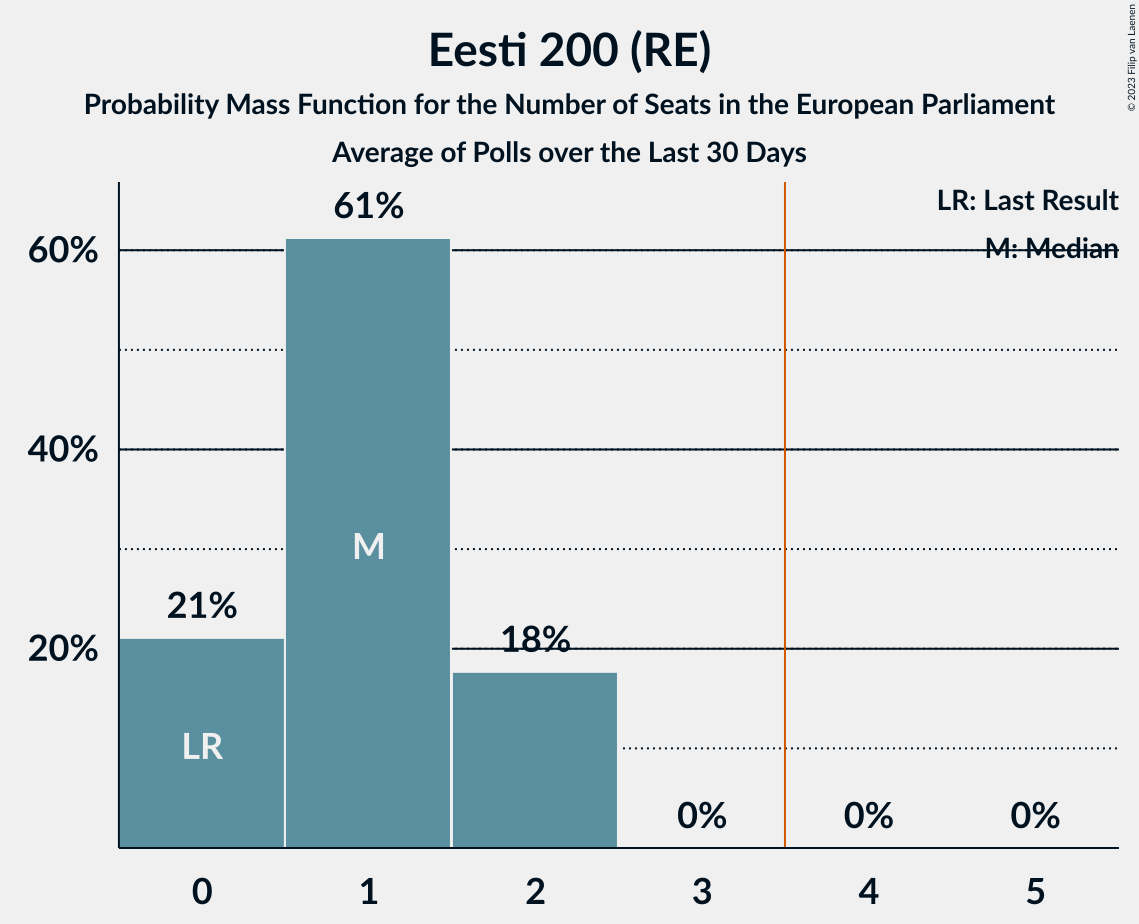 Eesti 200 (RE)
Probability Mass Function for the Number of Seats in the European Parliament
Average of Polls over the Last 30 Days
© 2023 Filip van Laenen
LR: Last Result
M: Median
61%
60%
40%
M
21%
18%
20%
LR
0%
0%
0%
0
1
2
3
4
5